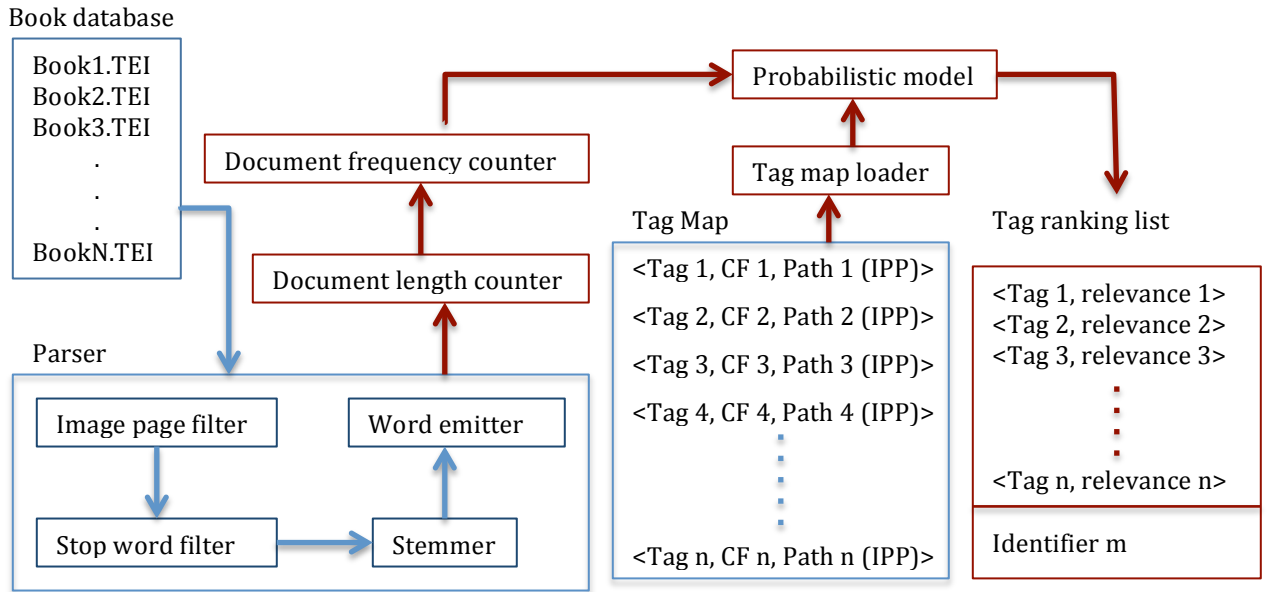 Book database
Book1.TEI
Book2.TEI
Book3.TEI
.
.
.
BookN.TEI
Probabilistic model
Document frequency counter
Tag map loader
Document length counter
Parser
Image page filter
Word emitter
Stop word filter
Stemmer
Tag Map
<Tag 1, CF 1, Path 1 (IPP)>
<Tag 2, CF 2, Path 2 (IPP)>
<Tag 3, CF 3, Path 3 (IPP)>
<Tag 4, CF 4, Path 4 (IPP)>
<Tag n, CF n, Path n (IPP)>
Tag ranking list
<Tag 1, relevance 1>
<Tag 2, relevance 2>
<Tag 3, relevance 3>
<Tag n, relevance n>
Identifier m